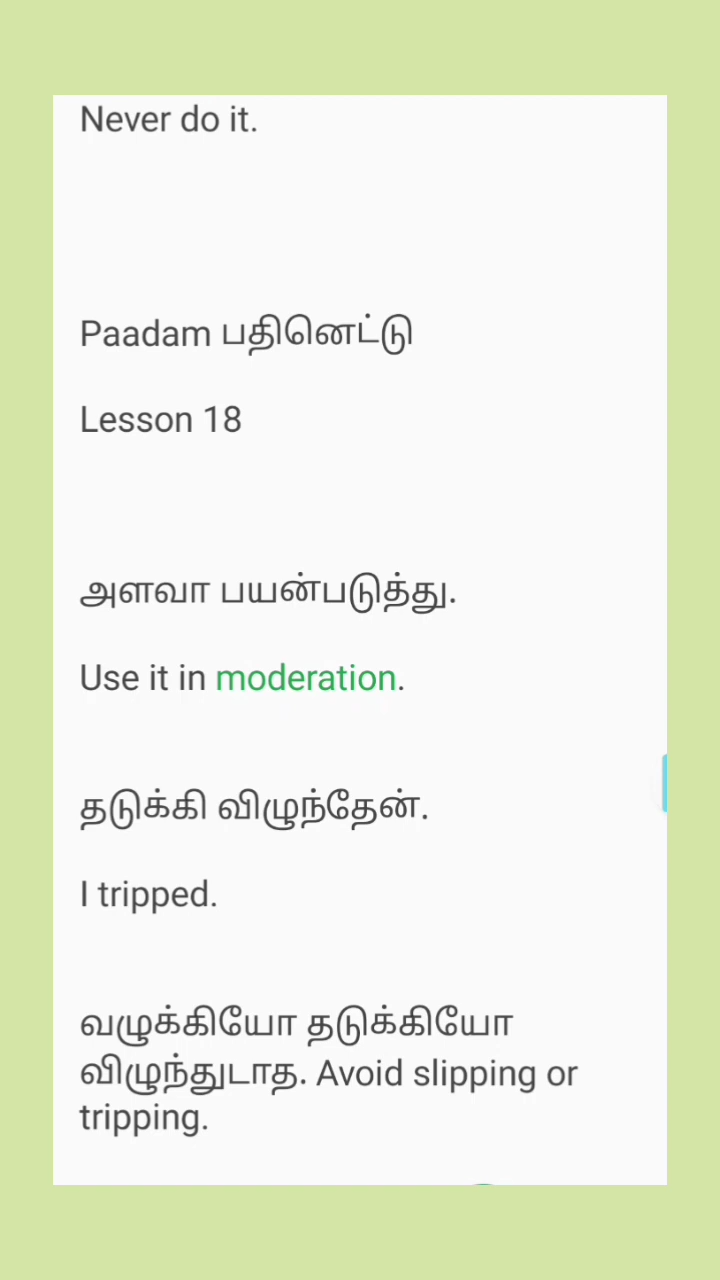 Never do it.
Paadam பதினெட்டு
Lesson 18
அளவா பயன்படுத்து.
Use it in moderation.
தடுக்கி விழுந்தேன்.
I tripped.
வழுக்கியோ தடுக்கியோ
விழுந்துடாத. Avoid slipping or
tripping.